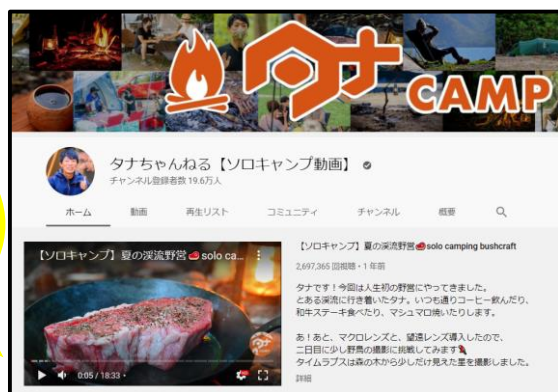 タナ CAMP
タナちゃんねる【ソロキャンプ動画】
チャンネル登録者数 19.6万人
ホーム 動画 再生リスト コミュニティ チャンネル 概要
【ソロキャンプ】夏の渓流野営🥩solo ca...
0:05 / 18:33
【ソロキャンプ】夏の渓流野営🥩solo camping bushcraft
2,697,365 回視聴・1 年前
タナです！今回は人生初の野営にやってきました。
とある渓流に行き着いたタナ。いつも通りコーヒー飲んだり、
和牛ステーキ食べたり、マシュマロ焼いたりします。
あ！あと、マクロレンズと、望遠レンズ導入したので、
二日目に少し野鳥の撮影に挑戦してみます
タイムラプスは森の木から少しだけ見えた星を撮影しました。
詳細